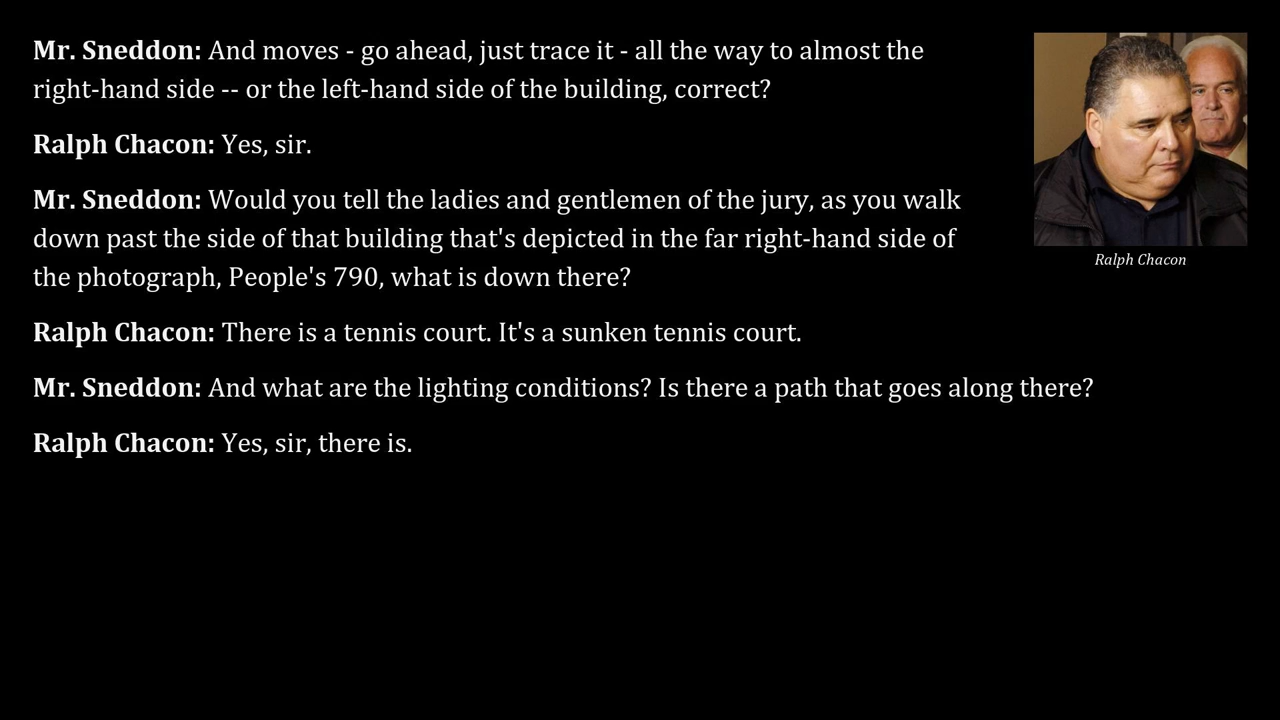 Mr. Sneddon: And moves - go ahead, just trace it - all the way to almost the
right-hand side -- or the left-hand side of the building, correct?
Ralph Chacon: Yes, sir.
Mr. Sneddon: Would you tell the ladies and gentlemen of the jury, as you walk
down past the side of that building that's depicted in the far right-hand side of
the photograph, People's 790, what is down there?
Ralph Chacon
Ralph Chacon: There is a tennis court. It's a sunken tennis court.
Mr. Sneddon: And what are the lighting conditions? Is there a path that goes along there?
Ralph Chacon: Yes, sir, there is.